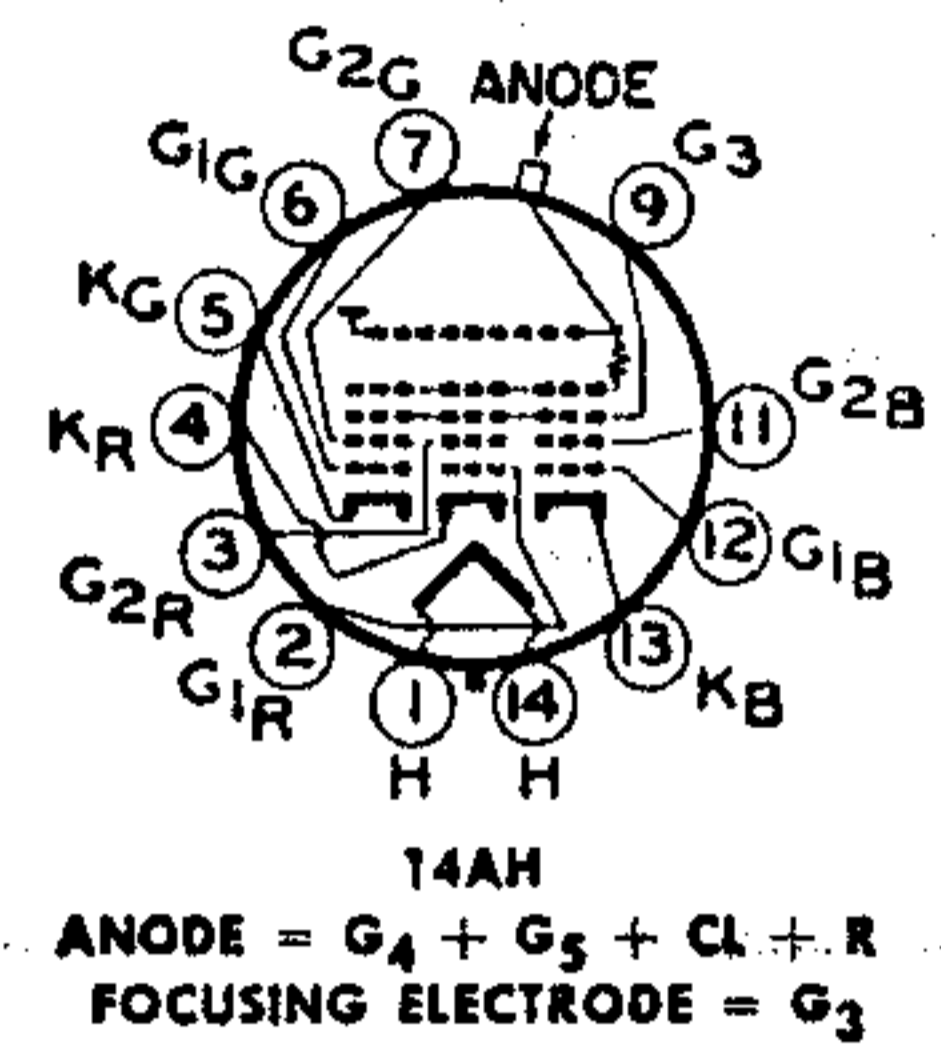 G2G ANODE
7
G1G 6 9 G3
KG 5
KR 4 11 G2B
3 12 G1B
G2R
2 13
G1R 1 14 KB
H H
14AH
ANODE = G4 + G5 + CL + R
FOCUSING ELECTRODE = G3